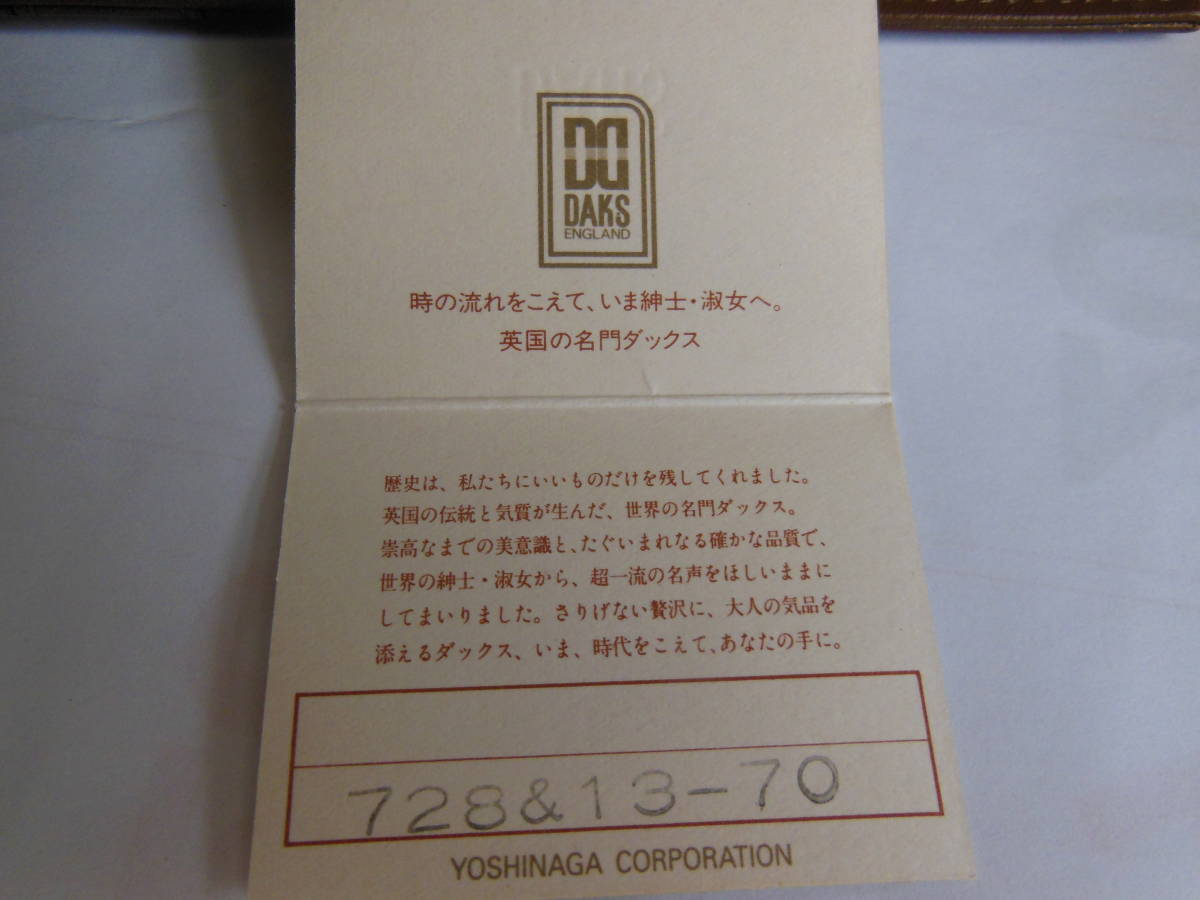 DAKS
ENGLAND
時の流れをこえて、いま紳士・淑女へ。
英国の名門ダックス
歴史は、私たちにいいものだけを残してくれました。
英国の伝統と気質が生んだ、世界の名門ダックス。
崇高なまでの美意識と、たぐいまれなる確かな品質で、
世界の紳士・淑女から、超一流の名声をほしいままに
してまいりました。さりげない贅沢に、大人の気品を
添えるダックス、いま、時代をこえて、あなたの手に。
728&13-70
YOSHINAGA CORPORATION